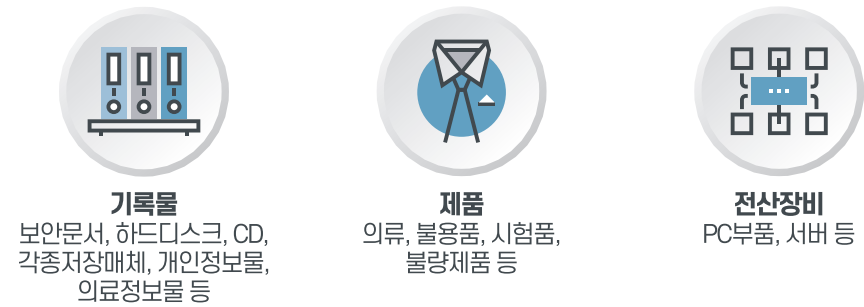 기록물
보안문서, 하드디스크, CD,
각종저장매체, 개인정보물,
의료정보물 등
제품
의류, 불용품, 시험품,
불량제품 등
전산장비
PC부품, 서버 등